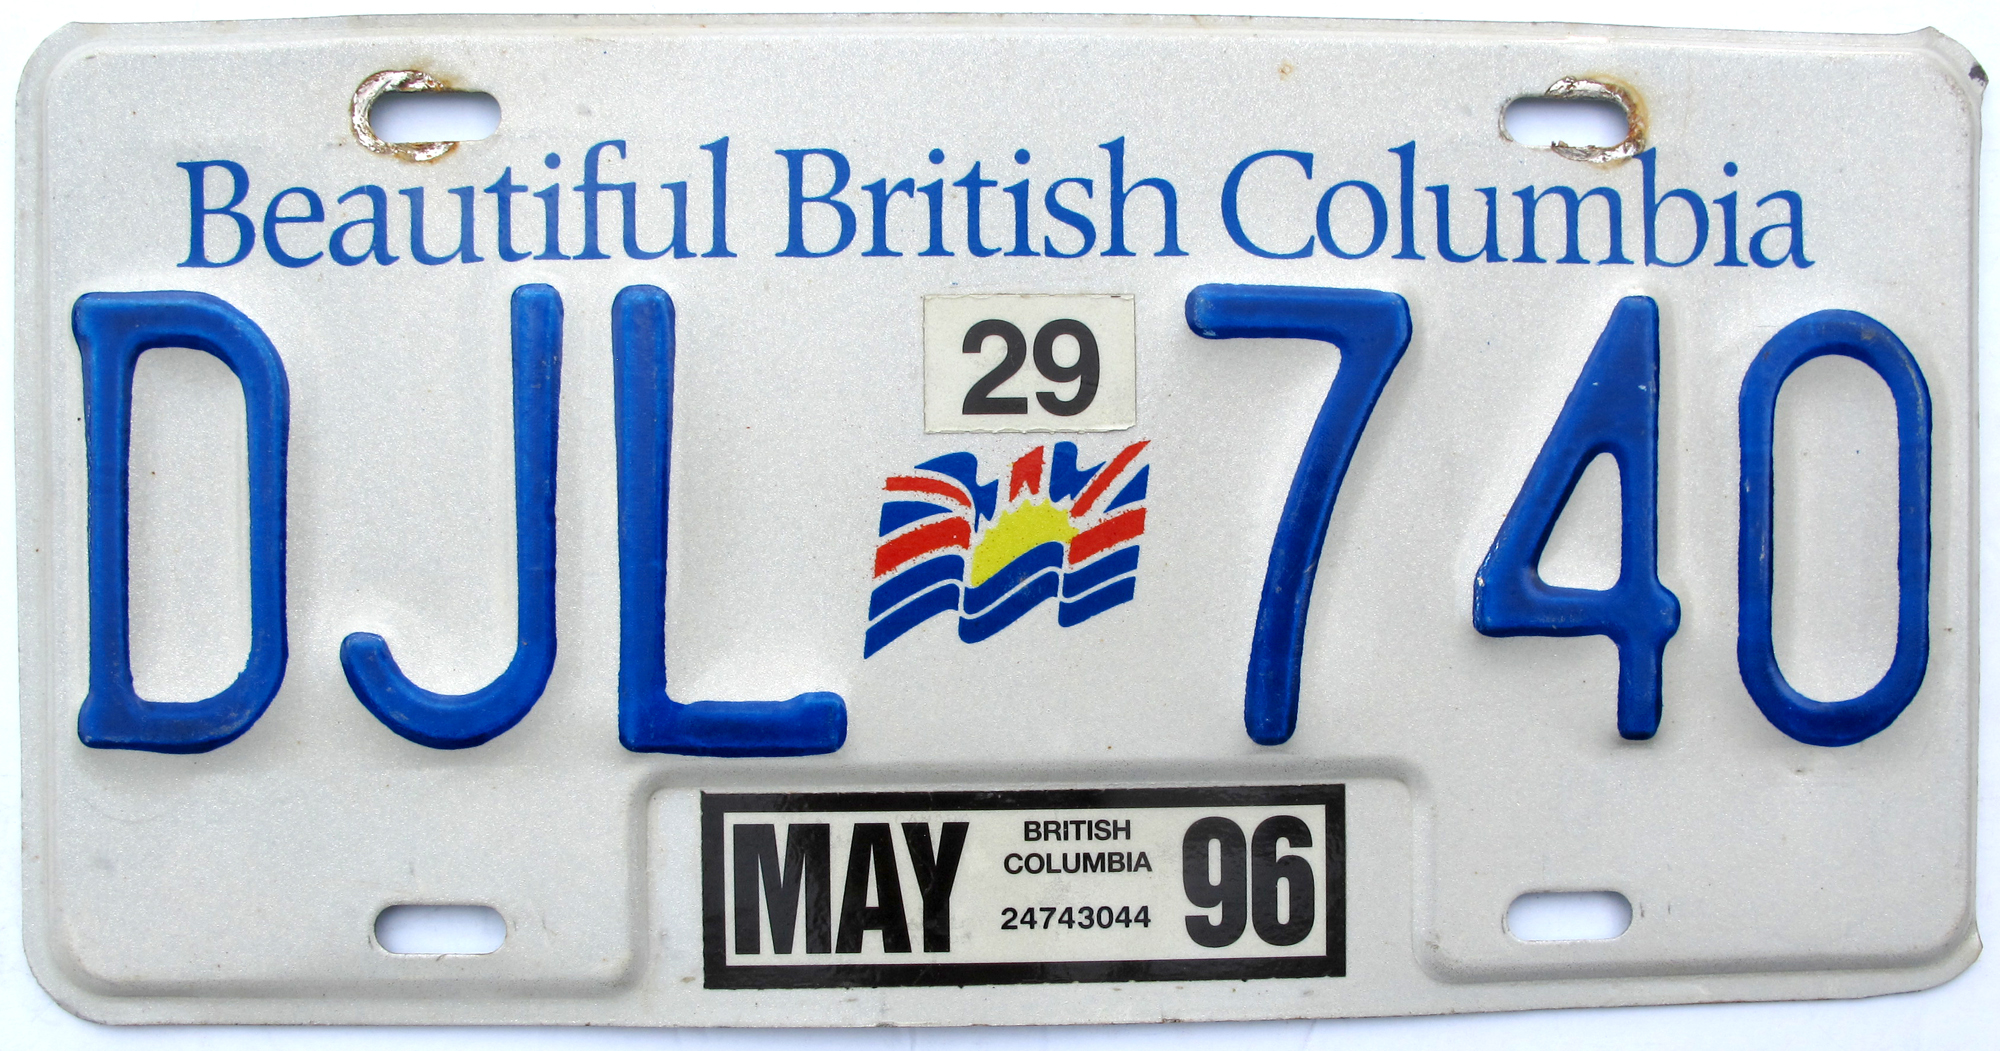 Beautiful British Columbia
29
DJL 740
MAY BRITISH COLUMBIA 24743044 96